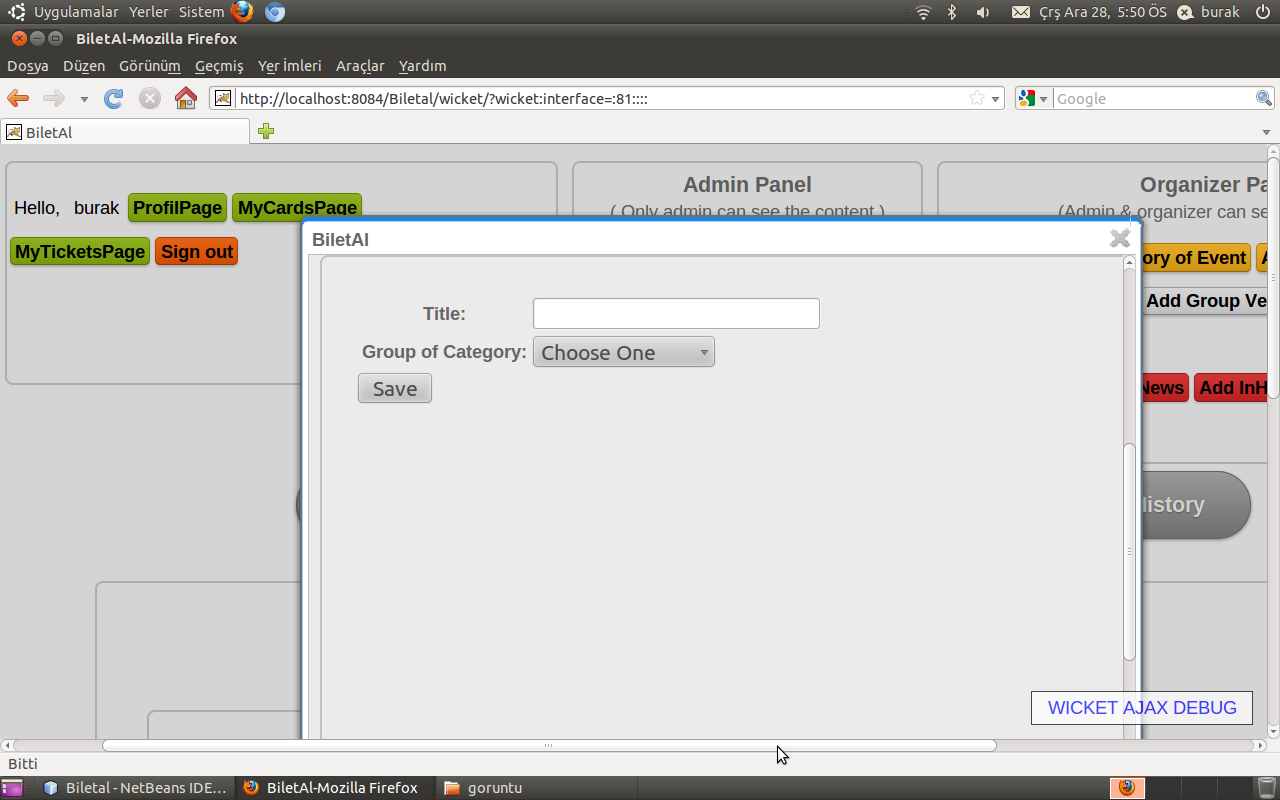 Uygulamalar Yerler Sistem Çrş Ara 28, 5:50 ÖS burak
BiletAl-Mozilla Firefox
Dosya Düzen Görünüm Geçmiş Yer İmleri Araçlar Yardım
http://localhost:8084/Biletal/wicket/?wicket:interface=:81:::: Google
BiletAl
Hello, burak ProfilPage MyCardsPage
MyTicketsPage Sign out
Admin Panel
( Only admin can see the content )
Organizer Pa
(Admin & organizer can se
ory of Event A
Add Group Ve
News Add InH
History
BiletAl
Title:
Group of Category: Choose One
Save
WICKET AJAX DEBUG
Bitti
Biletal - NetBeans IDE... BiletAl-Mozilla Firefox goruntu